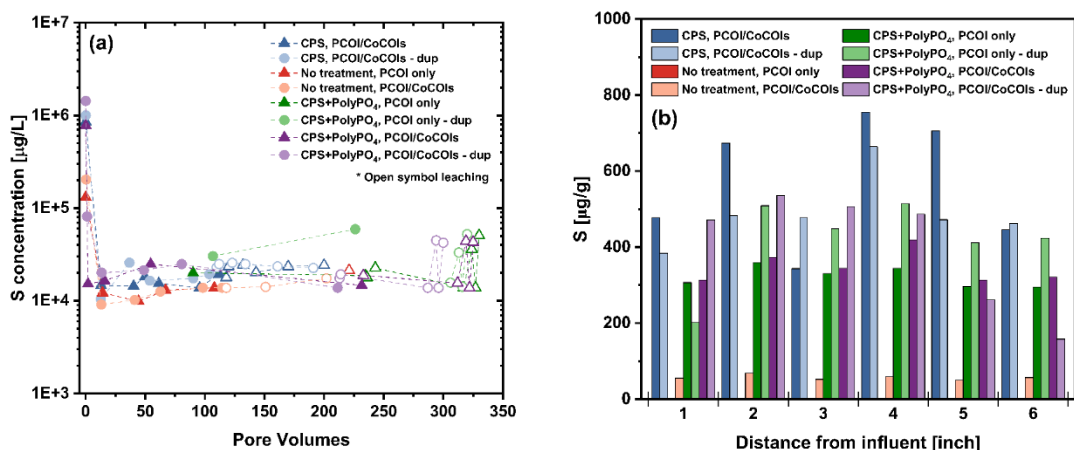 (a)
CPS, PCOI/CoCOIs
CPS, PCOI/CoCOIs - dup
No treatment, PCOI only
No treatment, PCOI/CoCOIs
CPS+PolyPO₄, PCOI only
CPS+PolyPO₄, PCOI only - dup
CPS+PolyPO₄, PCOI/CoCOIs
CPS+PolyPO₄, PCOI/CoCOIs - dup
* Open symbol leaching
S concentration [µg/L]
1E+7
1E+6
1E+5
1E+4
1E+3
0 50 100 150 200 250 300 350
Pore Volumes
(b)
CPS, PCOI/CoCOIs
CPS, PCOI/CoCOIs - dup
No treatment, PCOI only
No treatment, PCOI/CoCOIs
CPS+PolyPO₄, PCOI only
CPS+PolyPO₄, PCOI only - dup
CPS+PolyPO₄, PCOI/CoCOIs
CPS+PolyPO₄, PCOI/CoCOIs - dup
S [µg/g]
1000
800
600
400
200
0
1 2 3 4 5 6
Distance from influent [inch]